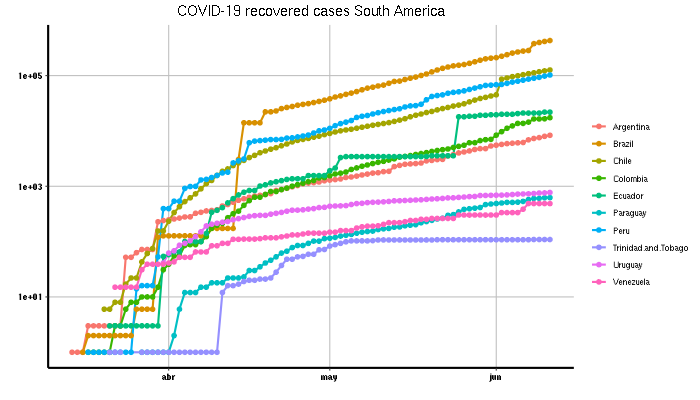 COVID-19 recovered cases South America
1e+05
1e+03
1e+01
abr
may
jun
Argentina
Brazil
Chile
Colombia
Ecuador
Paraguay
Peru
Trinidad.and.Tobago
Uruguay
Venezuela